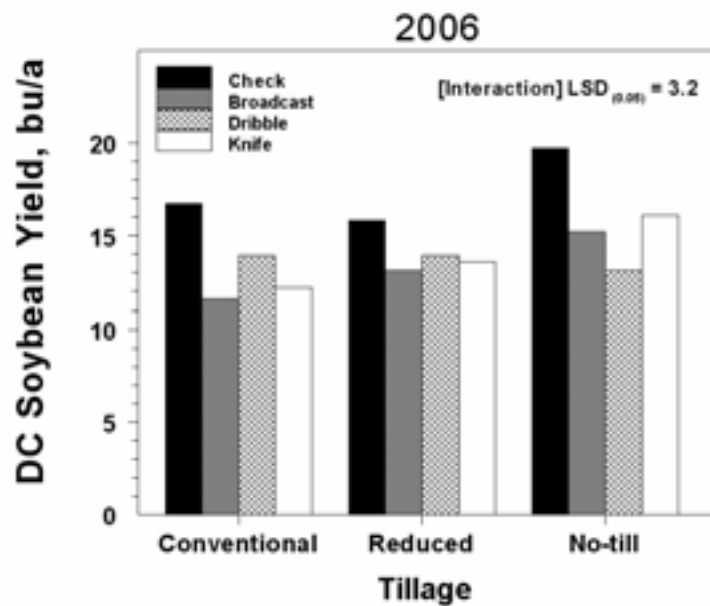 2006
Check
Broadcast
Dribble
Knife
[Interaction] LSD (0.05) = 3.2
DC Soybean Yield, bu/a
20
15
10
5
0
Conventional Reduced No-till
Tillage